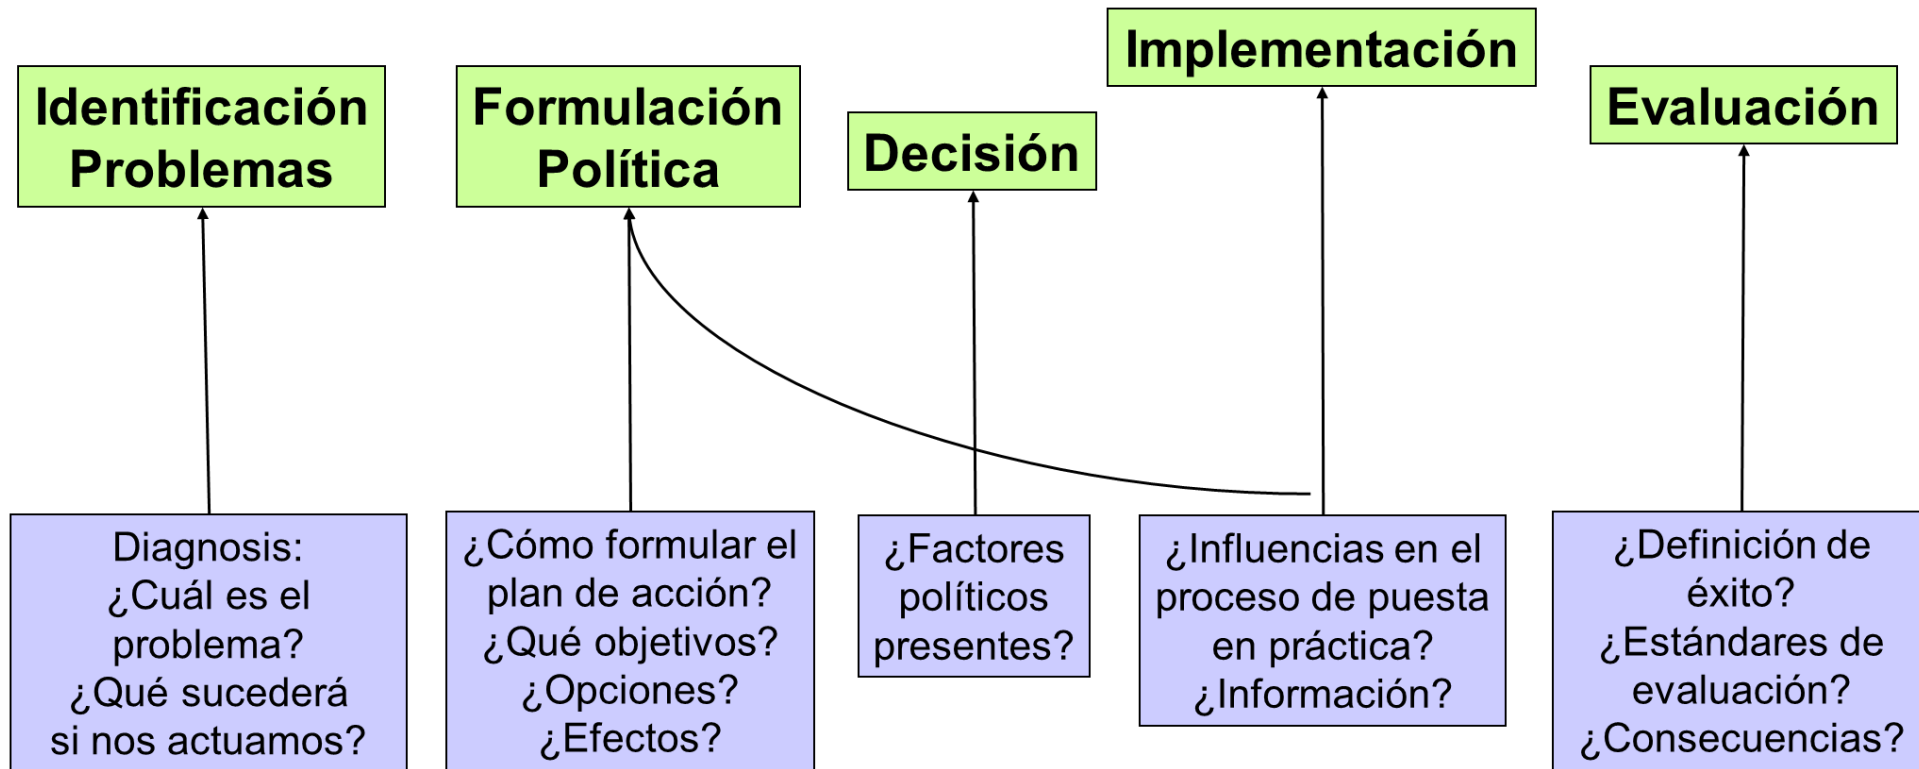 Identificación
Problemas
Formulación
Política
Decisión
Implementación
Evaluación
Diagnosis:
¿Cuál es el
problema?
¿Qué sucederá
si nos actuamos?
¿Cómo formular el
plan de acción?
¿Qué objetivos?
¿Opciones?
¿Efectos?
¿Factores
políticos
presentes?
¿Influencias en el
proceso de puesta
en práctica?
¿Información?
¿Definición de
éxito?
¿Estándares de
evaluación?
¿Consecuencias?